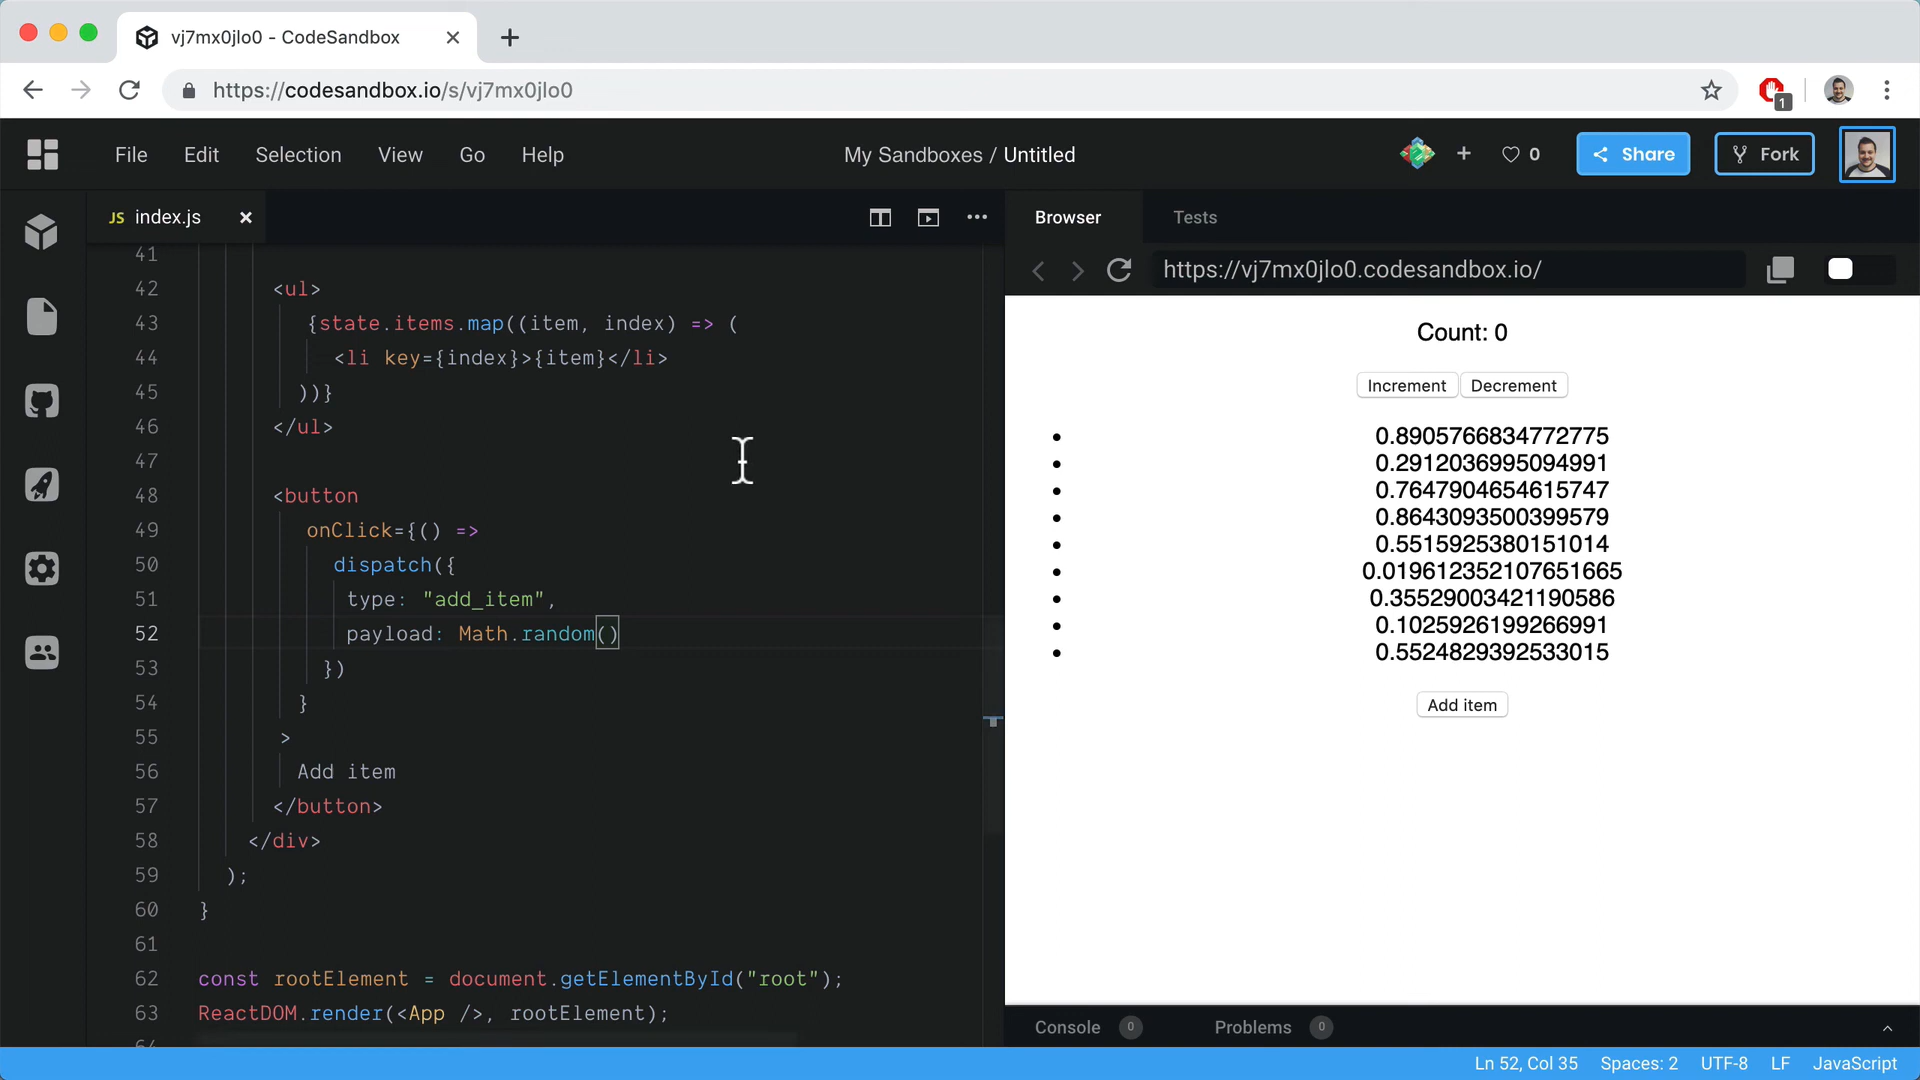 vj7mx0jlo0 - CodeSandbox
https://codesandbox.io/s/vj7mx0jlo0
1
File Edit Selection View Go Help
My Sandboxes / Untitled
0
Share
Fork
JS index.js
Browser
Tests
https://vj7mx0jlo0.codesandbox.io/
41
42 <ul>
43 {state.items.map((item, index) => (
44 <li key={index}>{item}</li>
45 ))}
46 </ul>
47
48 <button
49 onClick={() =>
50 dispatch({
51 type: "add_item",
52 payload: Math.random()
53 })
54 }
55 >
56 Add item
57 </button>
58 </div>
59 );
60 }
61
62 const rootElement = document.getElementById("root");
63 ReactDOM.render(<App />, rootElement);
64
Count: 0
Increment Decrement
0.8905766834772775
0.2912036995094991
0.7647904654615747
0.8643093500399579
0.5515925380151014
0.019612352107651665
0.35529003421190586
0.1025926199266991
0.5524829392533015
Add item
Console 0
Problems 0
Ln 52, Col 35 Spaces: 2 UTF-8 LF JavaScript